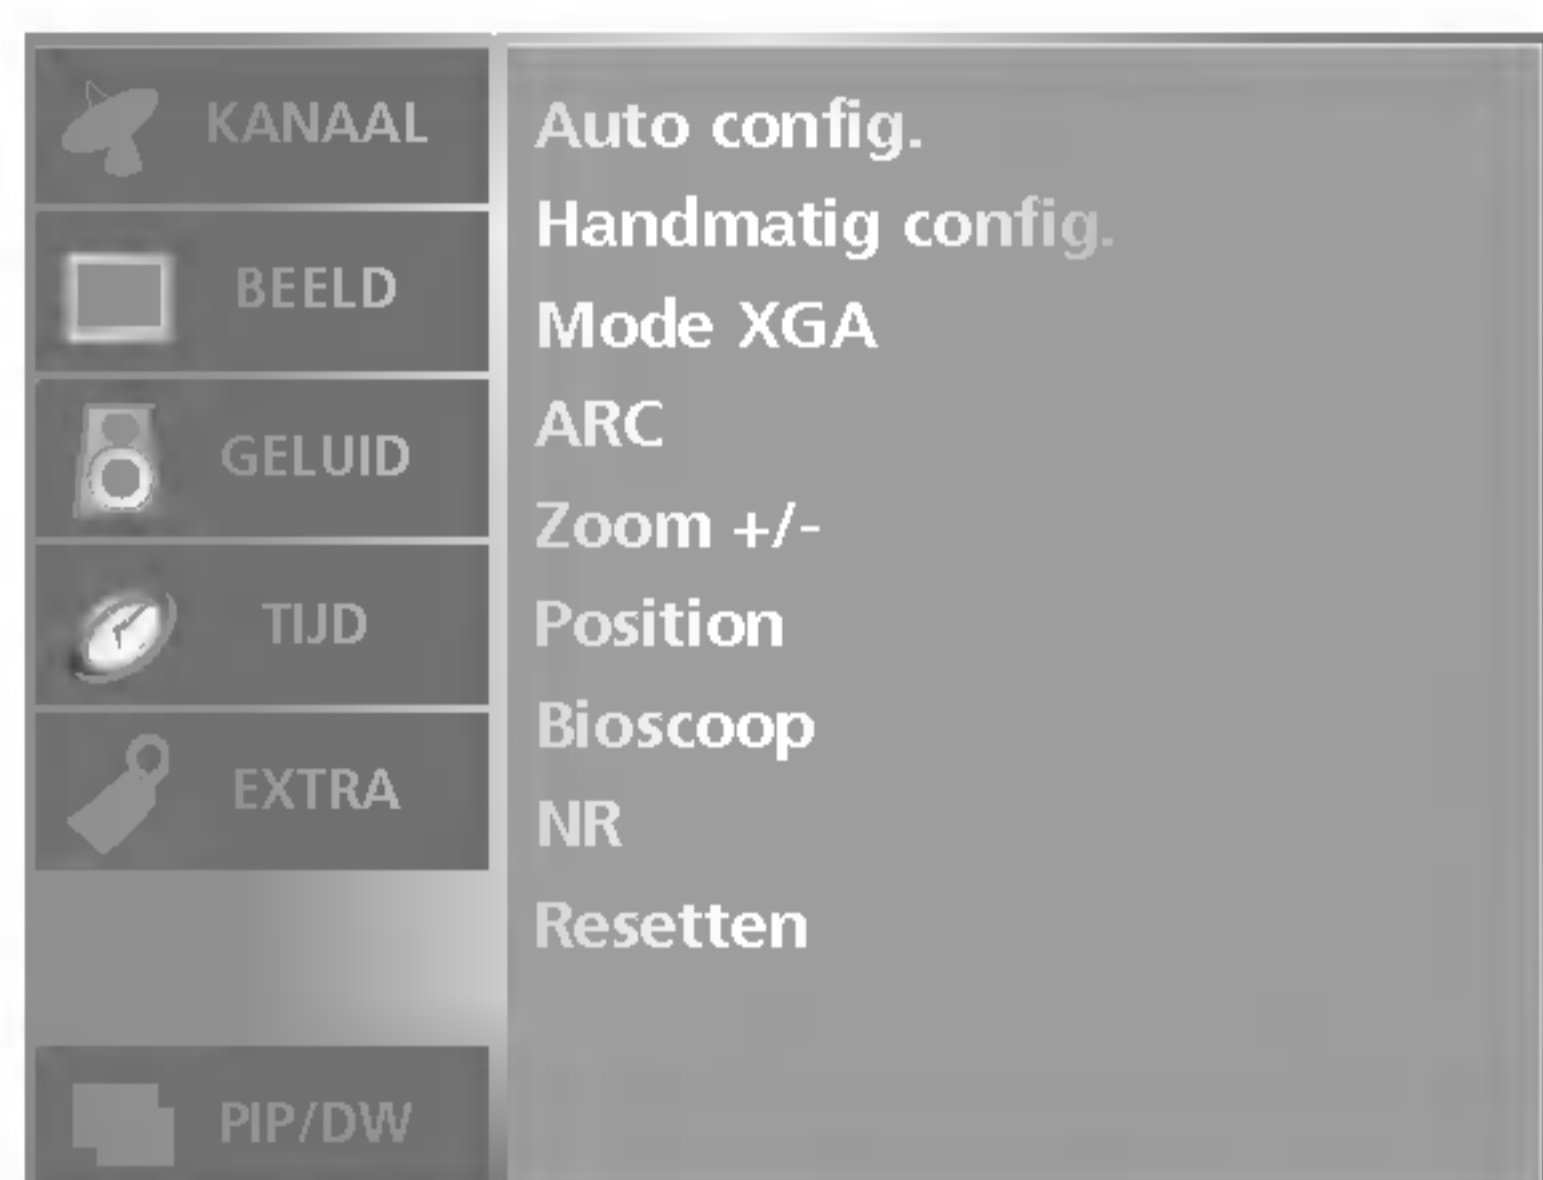 KANAAL
BEELD
GELUID
TIJD
EXTRA
PIP/DW
Auto config.
Handmatig config.
Mode XGA
ARC
Zoom +/-
Position
Bioscoop
NR
Resetten